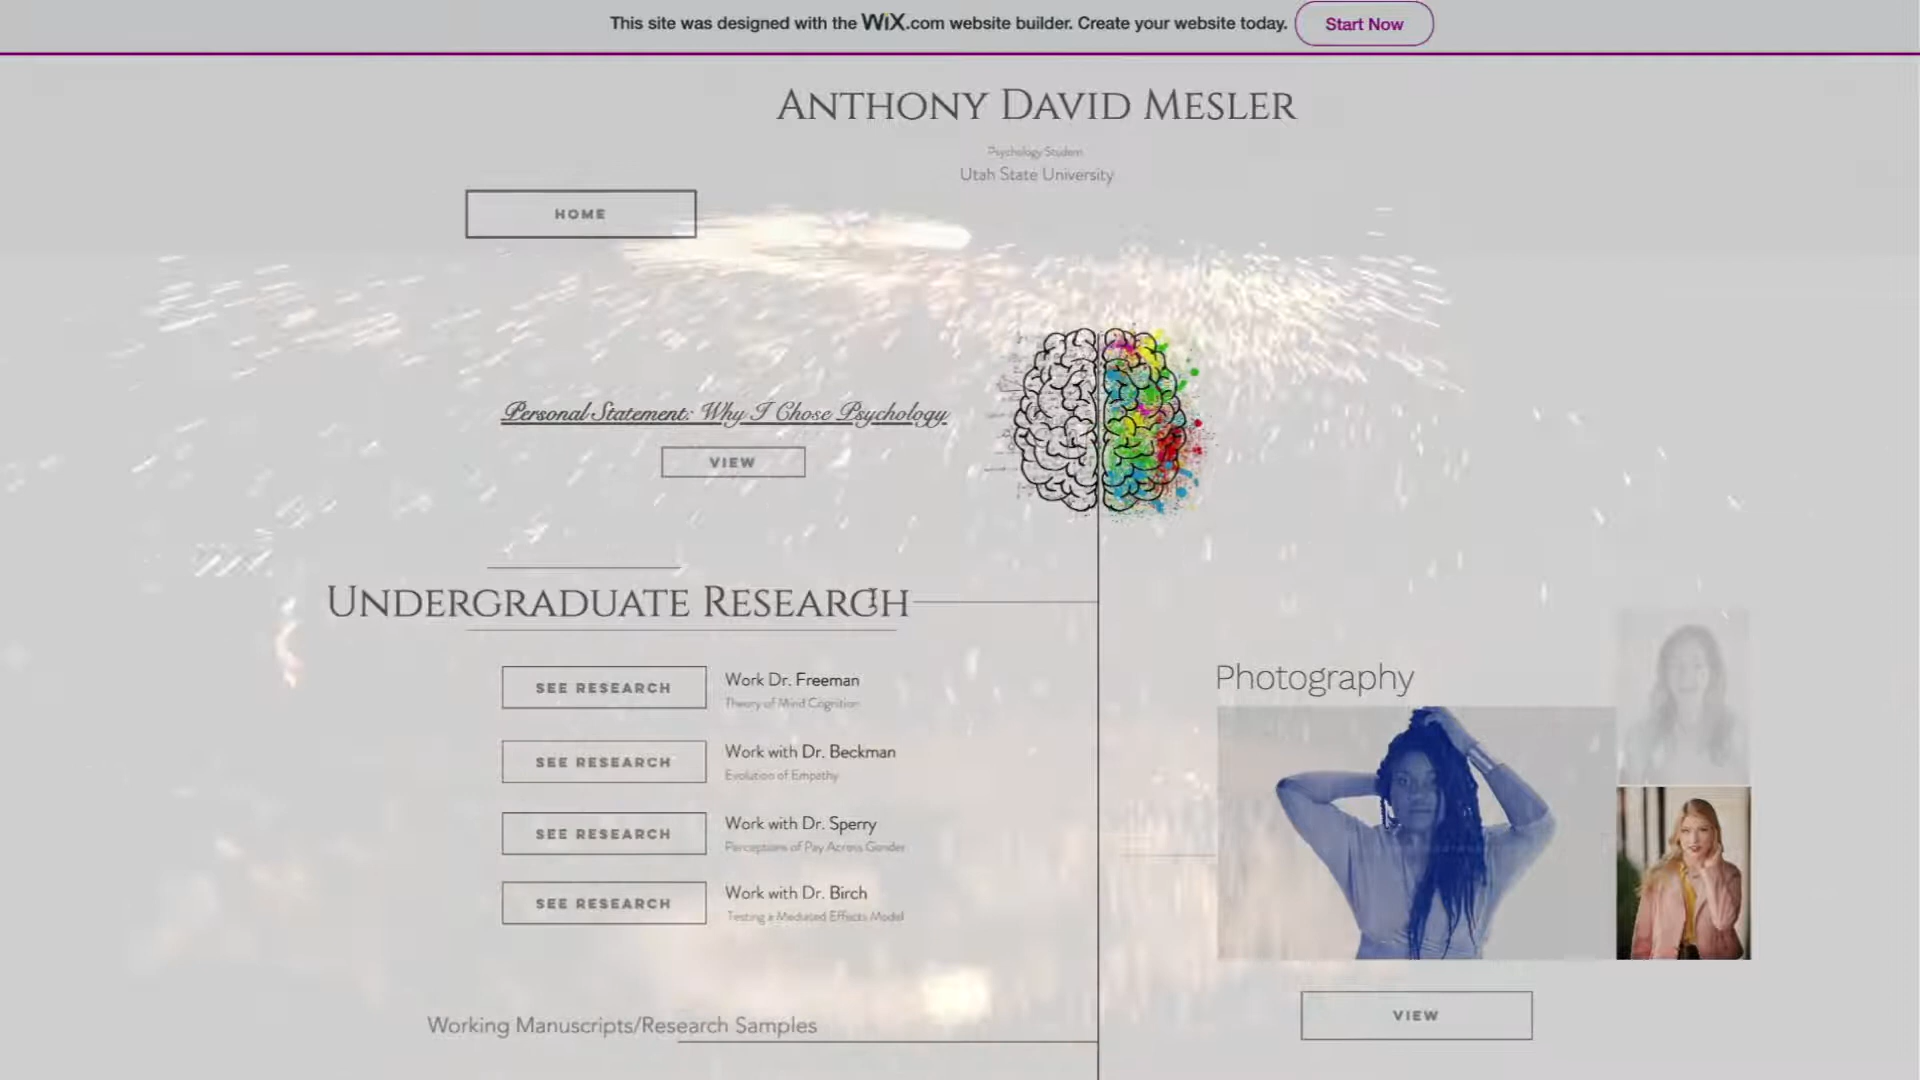 This site was designed with the WiX.com website builder. Create your website today.
Start Now
ANTHONY DAVID MESLER
Psychology Student
Utah State University
HOME
Personal Statement: Why I Chose Psychology
VIEW
UNDERGRADUATE RESEARCH
SEE RESEARCH
Work Dr. Freeman
Theory of Mind Cognition
SEE RESEARCH
Work with Dr. Beckman
Evolution of Empathy
SEE RESEARCH
Work with Dr. Sperry
Perceptions of Pay Across Gender
SEE RESEARCH
Work with Dr. Birch
Testing a Mediated Effects Model
Working Manuscripts/Research Samples
Photography
VIEW